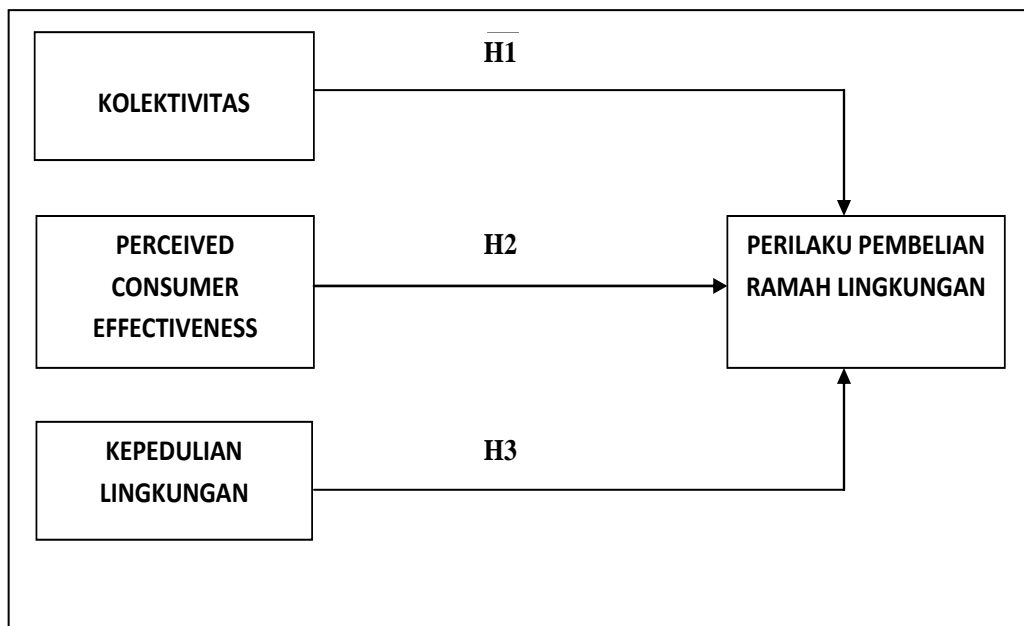 H1
KOLEKTIVITAS
PERCEIVED
CONSUMER
EFFECTIVENESS
H2
PERILAKU PEMBELIAN
RAMAH LINGKUNGAN
KEPEDULIAN
LINGKUNGAN
H3